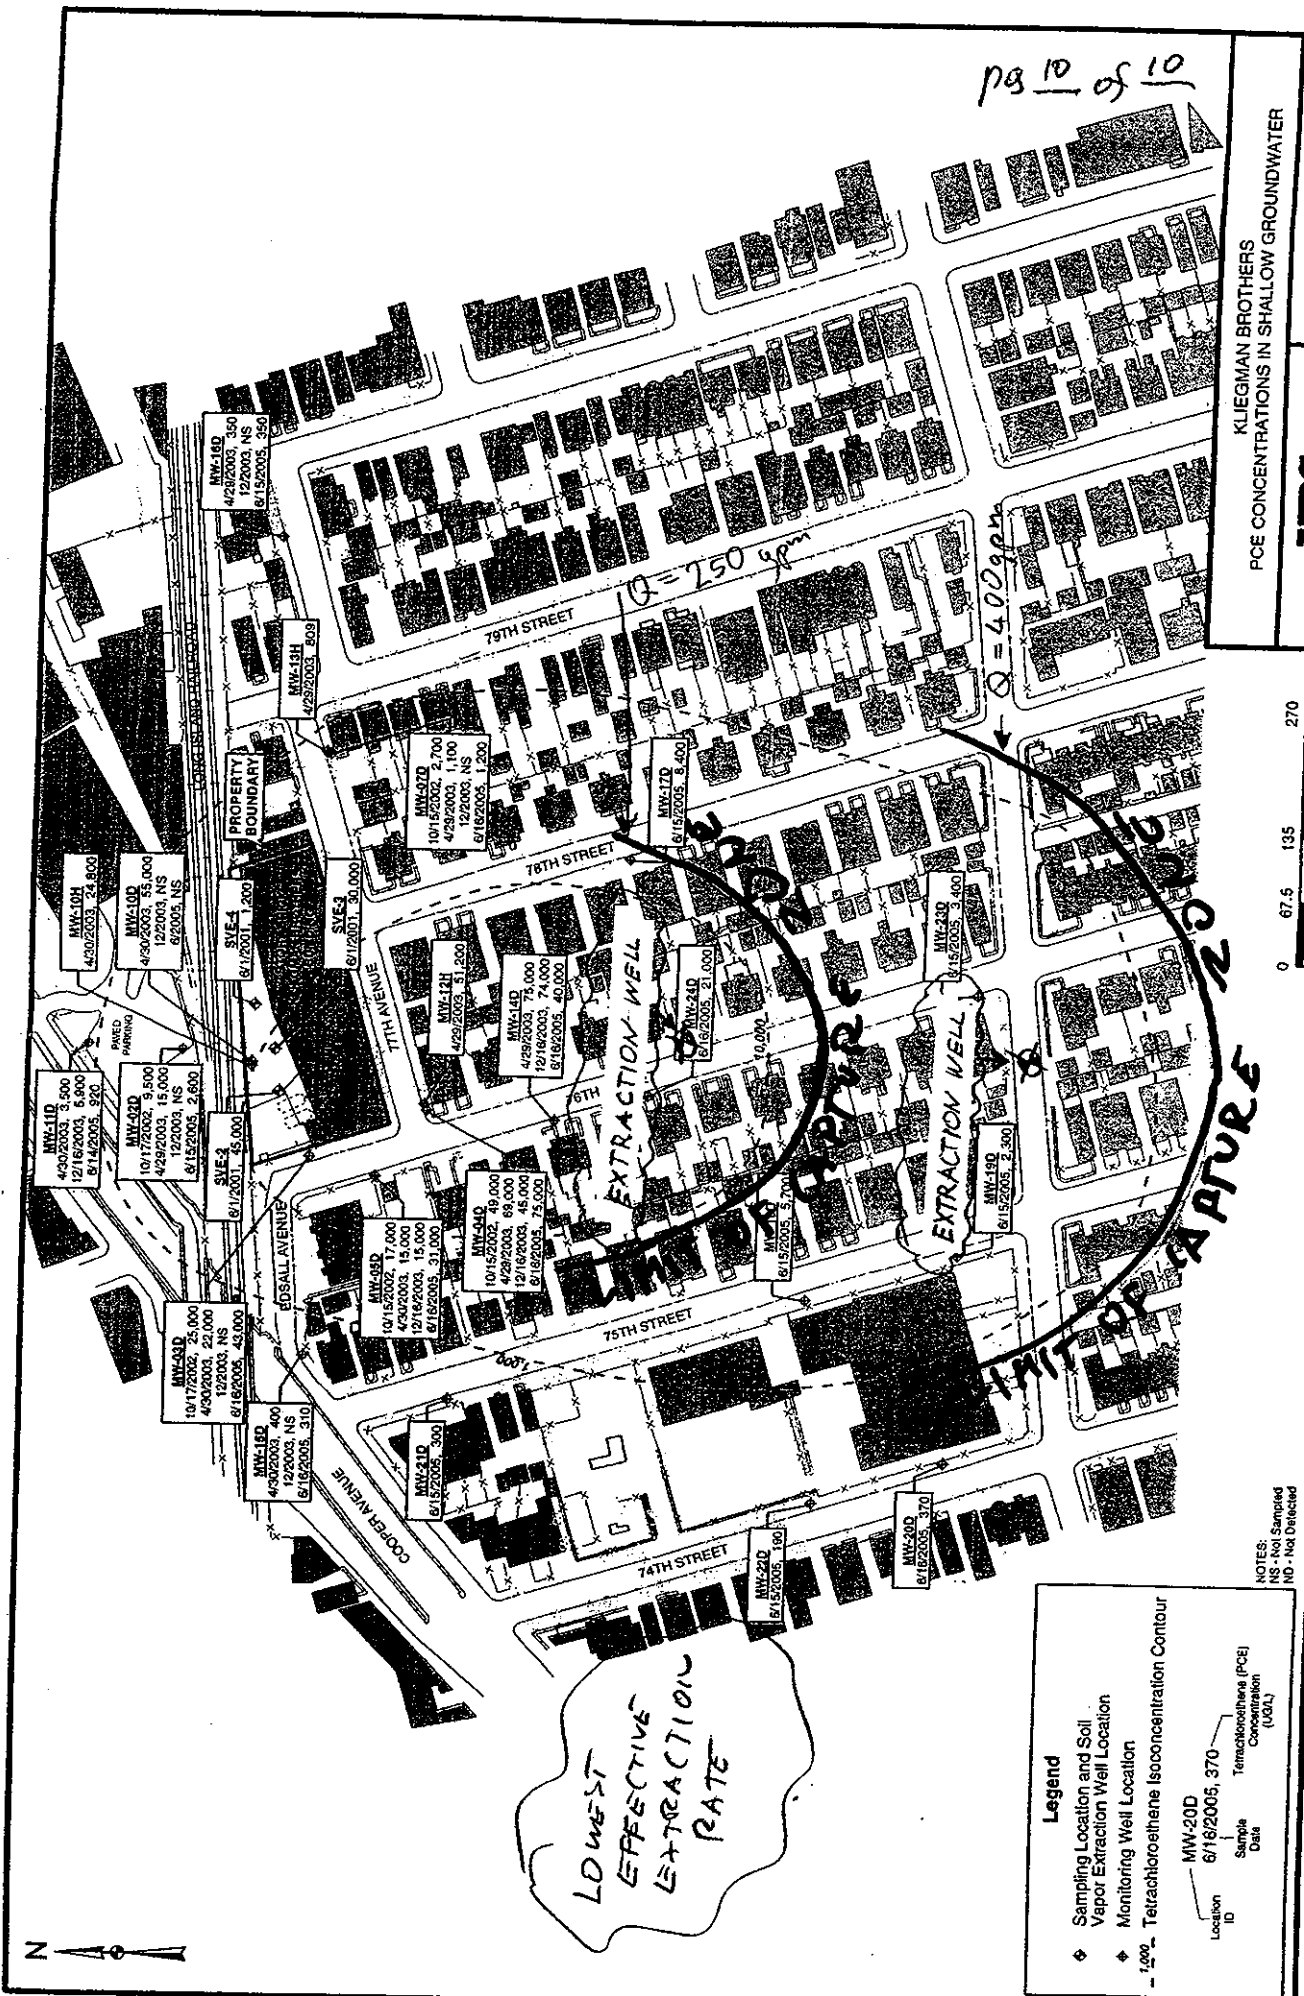 pg 10 of 10
N
MW-11D
4/30/2003, 3,500
12/16/2003, 5,900
6/14/2005, 920
MW-10H
4/30/2003, 24,800
MW-10D
4/30/2003, 55,000
12/2003, NS
6/2005, NS
PAVED
PARKING
MW-02D
10/17/2002, 9,500
4/29/2003, 15,000
12/2003, NS
6/15/2005, 2,600
SVE-2
6/1/2001, 45,000
SVE-4
6/1/2001, 1,200
PROPERTY
BOUNDARY
LONG ISLAND RAILROAD
MW-16D
4/29/2003, 350
12/2003, NS
6/15/2005, 350
MW-03D
10/17/2002, 25,000
4/30/2003, 22,000
12/2003, NS
6/16/2005, 43,000
MW-15D
4/30/2003, 400
12/2003, NS
6/16/2005, 310
EDSALL AVENUE
SVE-3
6/1/2001, 30,000
MW-13H
4/29/2003, 809
77TH AVENUE
COOPER AVENUE
MW-05D
10/15/2002, 17,000
4/30/2003, 15,000
12/16/2003, 15,000
6/16/2005, 31,000
MW-12H
4/29/2003, 51,200
MW-07D
10/15/2002, 2,700
4/29/2003, 1,100
12/2003, NS
6/16/2005, 1,200
MW-21D
6/15/2005, 300
MW-04D
10/15/2002, 49,000
4/29/2003, 69,000
12/16/2003, 45,000
6/16/2005, 75,000
MW-14D
4/29/2003, 75,000
12/16/2003, 74,000
6/16/2005, 40,000
1,000
6TH
78TH STREET
79TH STREET
75TH STREET
74TH STREET
EXTRACTION WELL
Q = 250 gpm
MW-17D
6/15/2005, 8,400
MW-24D
6/16/2005, 21,000
10,000
LIMIT OF CAPTURE ZONE
6/15/2005, 5,700
MW-22D
6/15/2005, 190
MW-20D
6/16/2005, 370
EXTRACTION WELL
MW-23D
6/15/2005, 3,400
MW-19D
6/15/2005, 2,300
Q = 400 gpm
LIMIT OF CAPTURE ZONE
LOWEST
EFFECTIVE
EXTRACTION
RATE
Legend
Sampling Location and Soil
Vapor Extraction Well Location
Monitoring Well Location
1,000 Tetrachloroethene Isoconcentration Contour
MW-20D
6/16/2005, 370
Location
ID
Sample
Date
Tetrachloroethene (PCE)
Concentration
(UG/L)
NOTES:
NS - Not Sampled
ND - Not Detected
0 67.5 135 270
KLIEGMAN BROTHERS
PCE CONCENTRATIONS IN SHALLOW GROUNDWATER